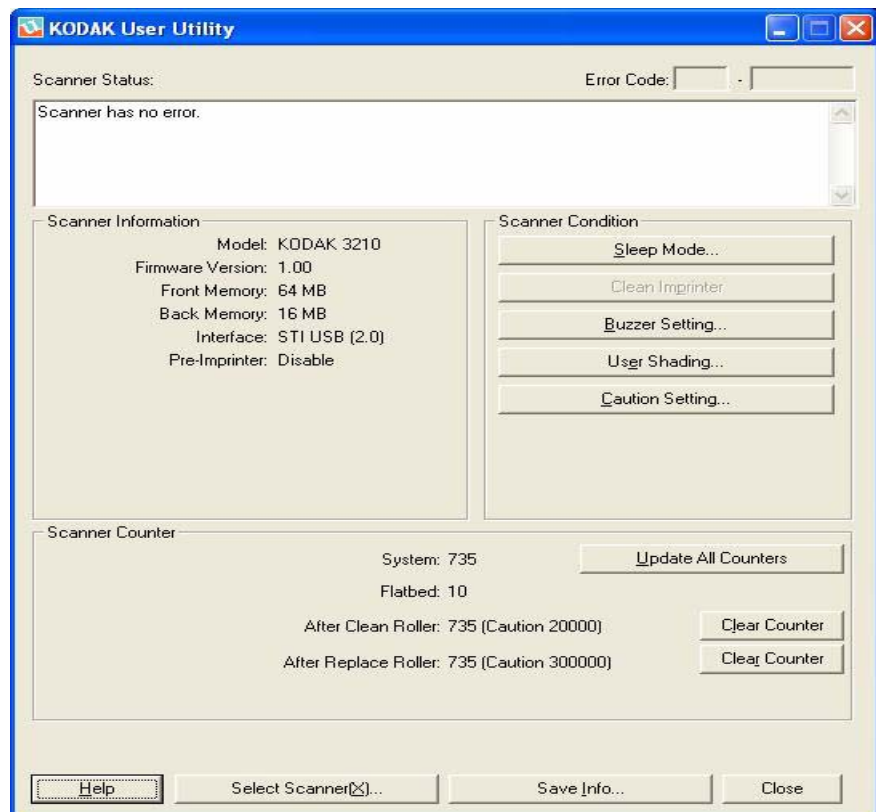 KODAK User Utility
Scanner Status:
Error Code: -
Scanner has no error.
Scanner Information
Model: KODAK 3210
Firmware Version: 1.00
Front Memory: 64 MB
Back Memory: 16 MB
Interface: STI USB (2.0)
Pre-Imprinter: Disable
Scanner Condition
Sleep Mode...
Clean Imprinter
Buzzer Setting...
User Shading...
Caution Setting...
Scanner Counter
System: 735
Update All Counters
Flatbed: 10
After Clean Roller: 735 (Caution 20000)
Clear Counter
After Replace Roller: 735 (Caution 300000)
Clear Counter
Help
Select Scanner(X)...
Save Info...
Close